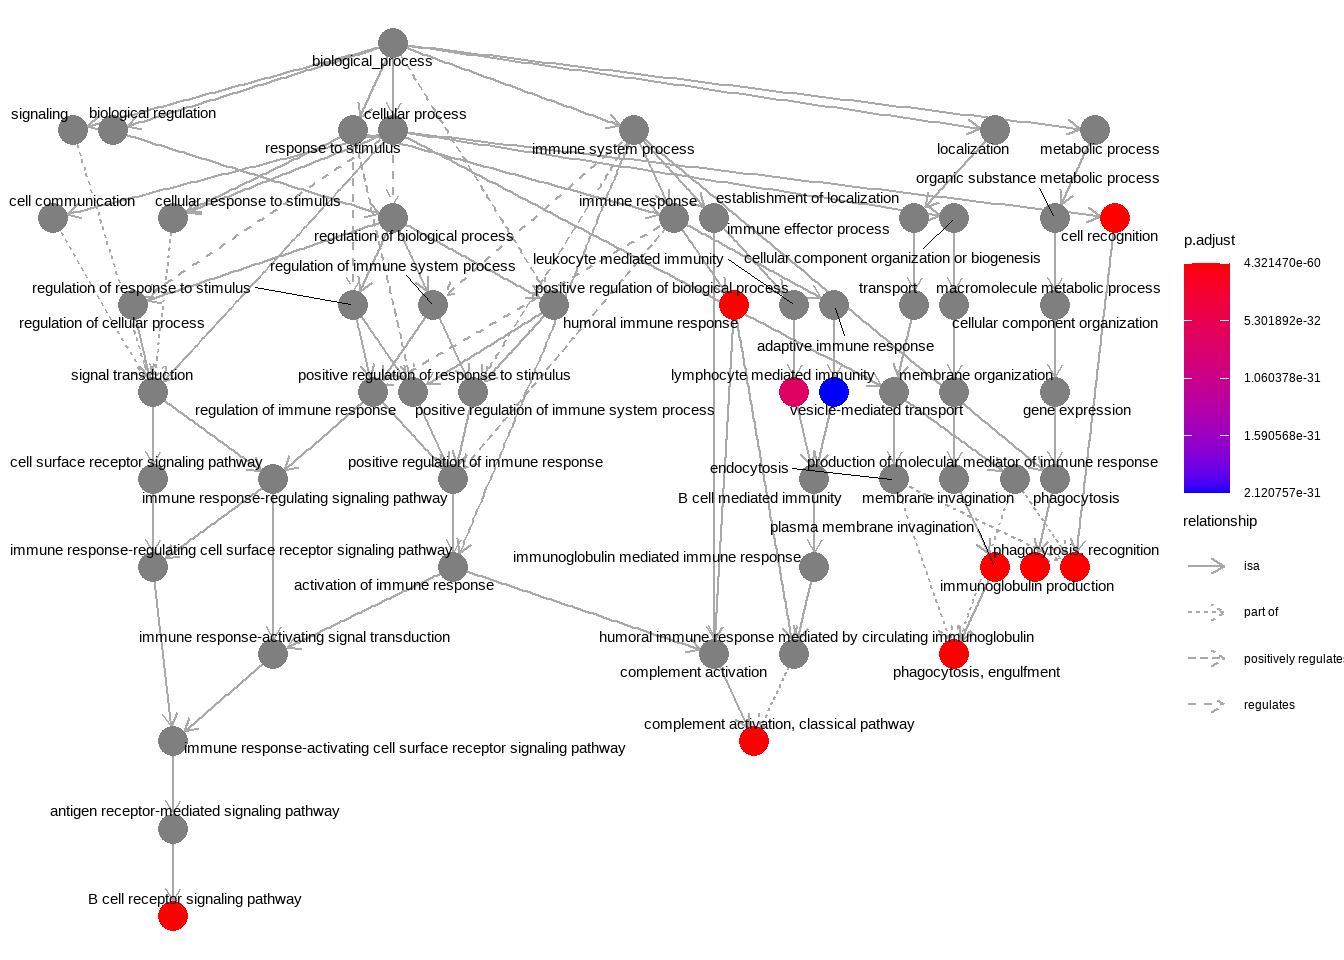 biological_process
signaling
biological regulation
cellular process
response to stimulus
immune system process
localization
metabolic process
organic substance metabolic process
cell communication
cellular response to stimulus
immune response
establishment of localization
regulation of biological process
immune effector process
cell recognition
leukocyte mediated immunity
cellular component organization or biogenesis
regulation of immune system process
regulation of response to stimulus
positive regulation of biological process
transport
macromolecule metabolic process
regulation of cellular process
humoral immune response
cellular component organization
adaptive immune response
signal transduction
positive regulation of response to stimulus
lymphocyte mediated immunity
membrane organization
regulation of immune response
positive regulation of immune system process
vesicle-mediated transport
gene expression
cell surface receptor signaling pathway
positive regulation of immune response
endocytosis
production of molecular mediator of immune response
immune response-regulating signaling pathway
B cell mediated immunity
membrane invagination
phagocytosis
plasma membrane invagination
immune response-regulating cell surface receptor signaling pathway
immunoglobulin mediated immune response
phagocytosis, recognition
activation of immune response
immunoglobulin production
immune response-activating signal transduction
humoral immune response mediated by circulating immunoglobulin
complement activation
phagocytosis, engulfment
complement activation, classical pathway
immune response-activating cell surface receptor signaling pathway
antigen receptor-mediated signaling pathway
B cell receptor signaling pathway
p.adjust
4.321470e-60
5.301892e-32
1.060378e-31
1.590568e-31
2.120757e-31
relationship
isa
part of
positively regulates
regulates